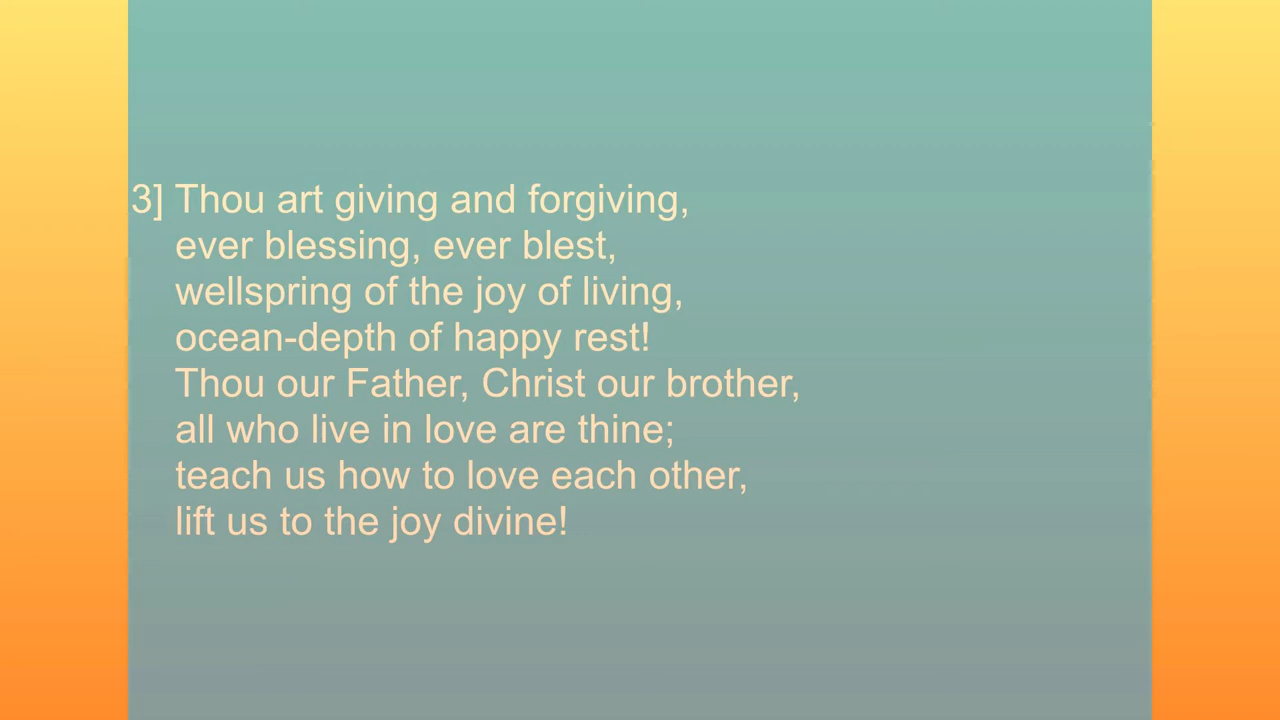 3] Thou art giving and forgiving,
ever blessing, ever blest,
wellspring of the joy of living,
ocean-depth of happy rest!
Thou our Father, Christ our brother,
all who live in love are thine;
teach us how to love each other,
lift us to the joy divine!